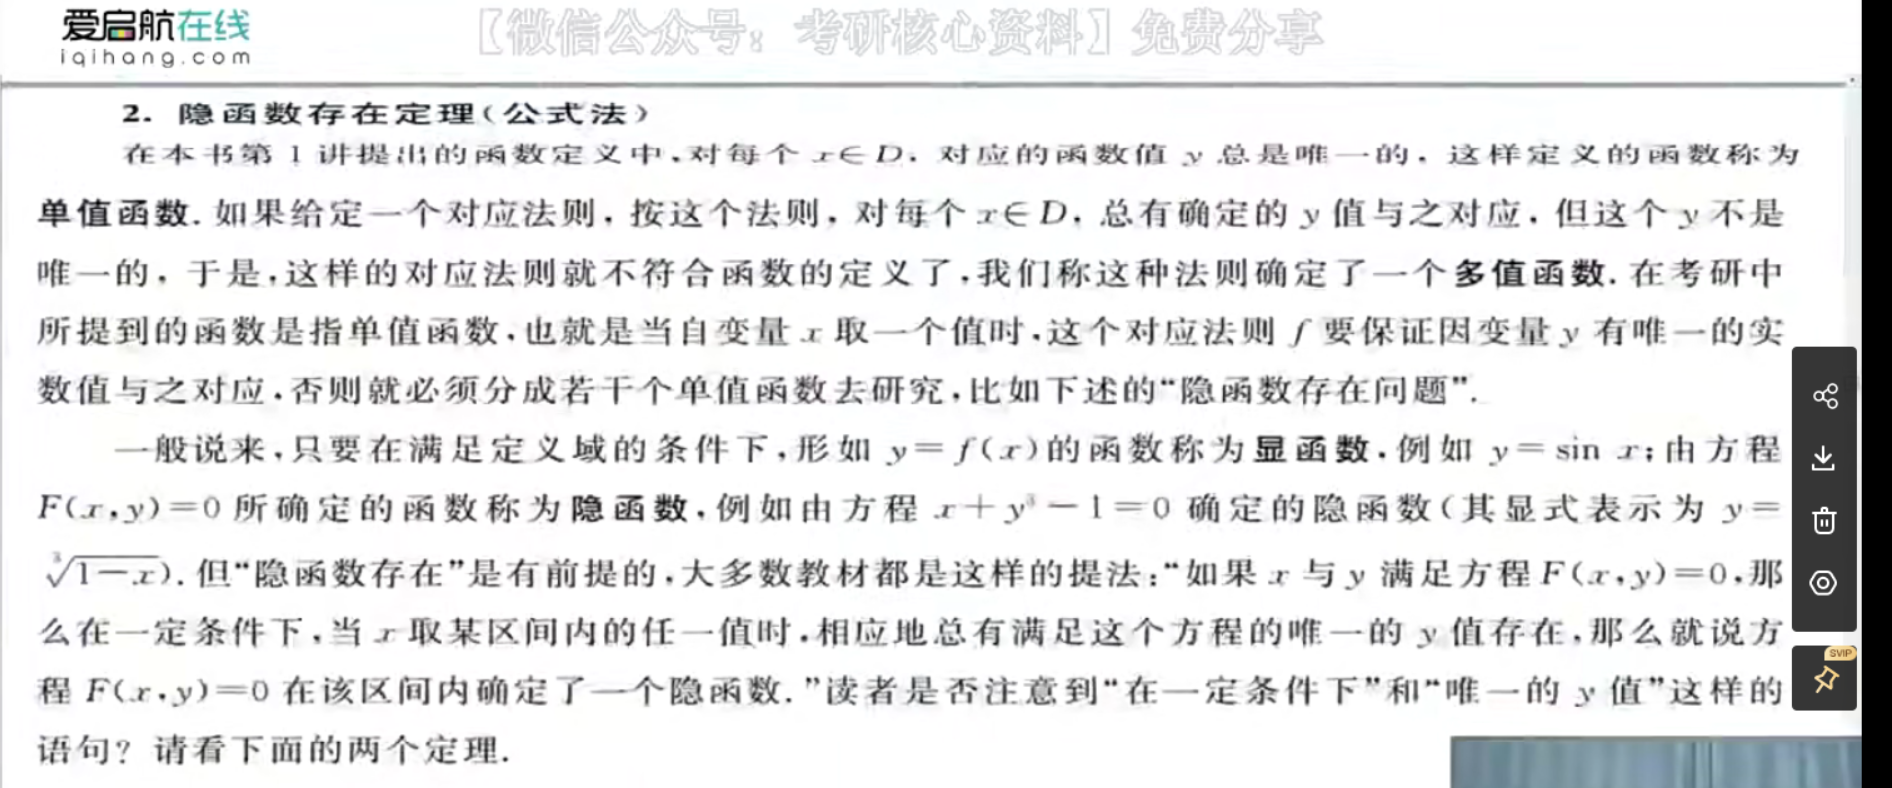 爱启航在线
iqihang.com
【微信公众号：考研核心资料】免费分享
2. 隐函数存在定理(公式法)
在本书第 1 讲提出的函数定义中,对每个 x∈D, 对应的函数值 y 总是唯一的, 这样定义的函数称为
单值函数. 如果给定一个对应法则, 按这个法则, 对每个 x∈D, 总有确定的 y 值与之对应, 但这个 y 不是
唯一的, 于是,这样的对应法则就不符合函数的定义了,我们称这种法则确定了一个多值函数. 在考研中
所提到的函数是指单值函数,也就是当自变量 x 取一个值时,这个对应法则 f 要保证因变量 y 有唯一的实
数值与之对应,否则就必须分成若干个单值函数去研究,比如下述的“隐函数存在问题”.
一般说来,只要在满足定义域的条件下,形如 y=f(x)的函数称为显函数,例如 y=sin x;由方程
F(x,y)=0 所确定的函数称为隐函数,例如由方程 x+y³−1=0 确定的隐函数(其显式表示为 y=
∛(1−x)). 但“隐函数存在”是有前提的,大多数教材都是这样的提法:“如果 x 与 y 满足方程 F(x,y)=0,那
么在一定条件下,当 x 取某区间内的任一值时,相应地总有满足这个方程的唯一的 y 值存在,那么就说方
程 F(x,y)=0 在该区间内确定了一个隐函数.”读者是否注意到“在一定条件下”和“唯一的 y 值”这样的
语句? 请看下面的两个定理.
SVIP